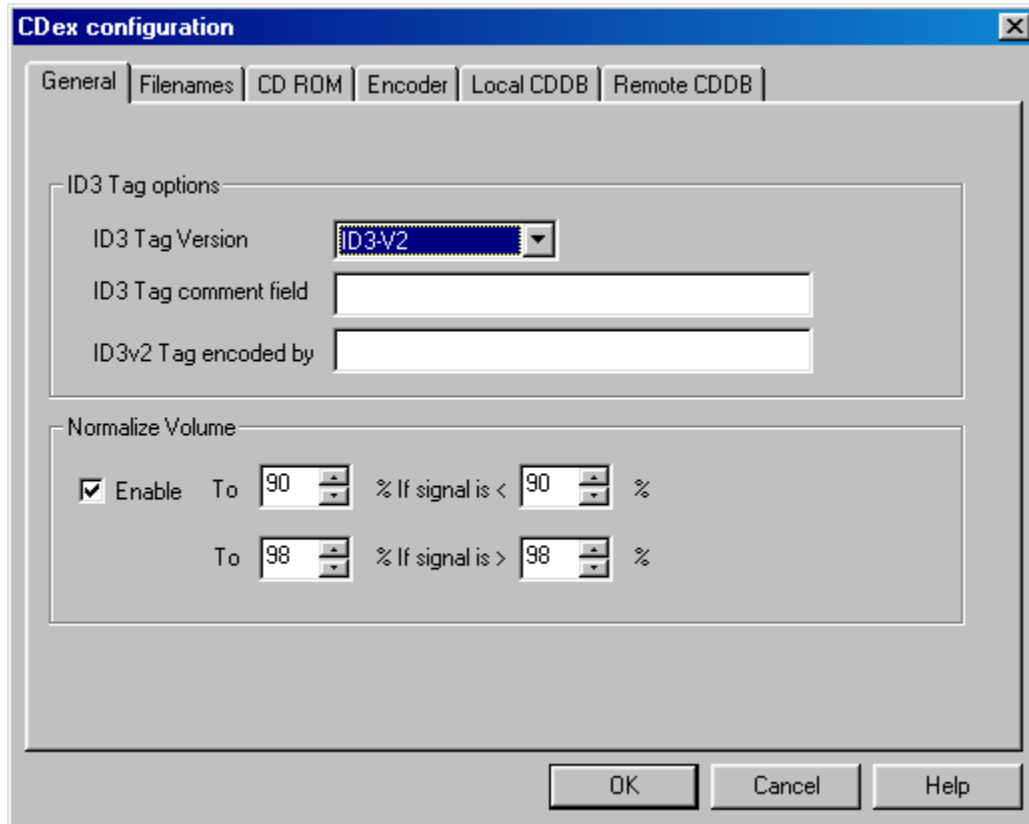 CDex configuration
General Filenames CD ROM Encoder Local CDDB Remote CDDB
ID3 Tag options
ID3 Tag Version ID3-V2
ID3 Tag comment field
ID3v2 Tag encoded by
Normalize Volume
Enable To 90 % If signal is < 90 %
To 98 % If signal is > 98 %
OK Cancel Help